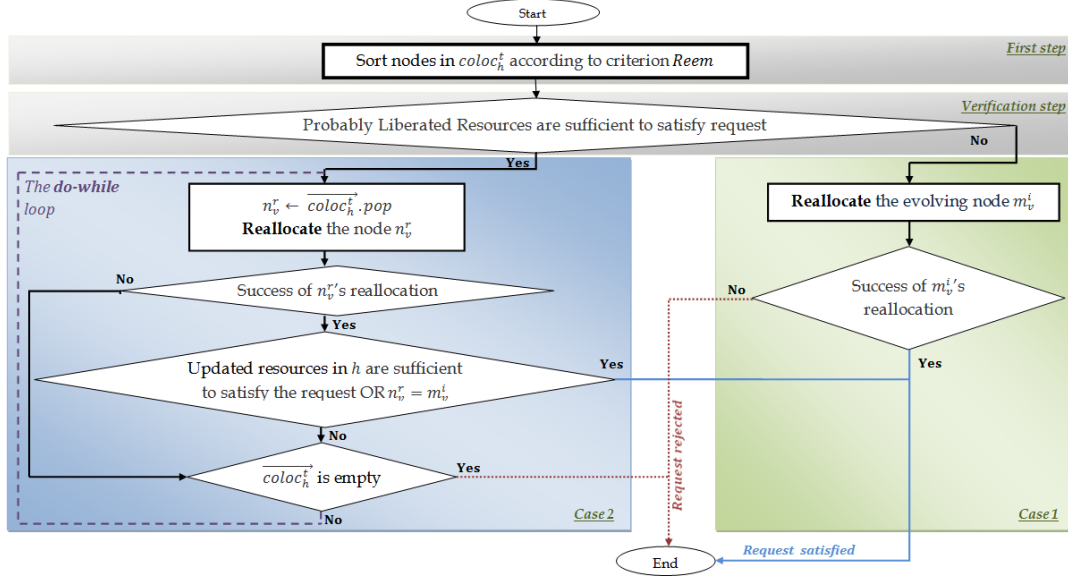 Start
First step
Sort nodes in coloc_h^t according to criterion Reem
Verification step
Probably Liberated Resources are sufficient to satisfy request
No
Yes
The do-while
loop
n_v^r ← \overrightarrow{coloc_h^t}.pop
Reallocate the node n_v^r
Reallocate the evolving node m_v^i
No
Success of n_v^r's reallocation
No
Success of m_v^i's
reallocation
Yes
Yes
Yes
Updated resources in h are sufficient
to satisfy the request OR n_v^r = m_v^i
No
Request rejected
\overrightarrow{coloc_h^t} is empty
Yes
No
Case 2
Case 1
Request satisfied
End